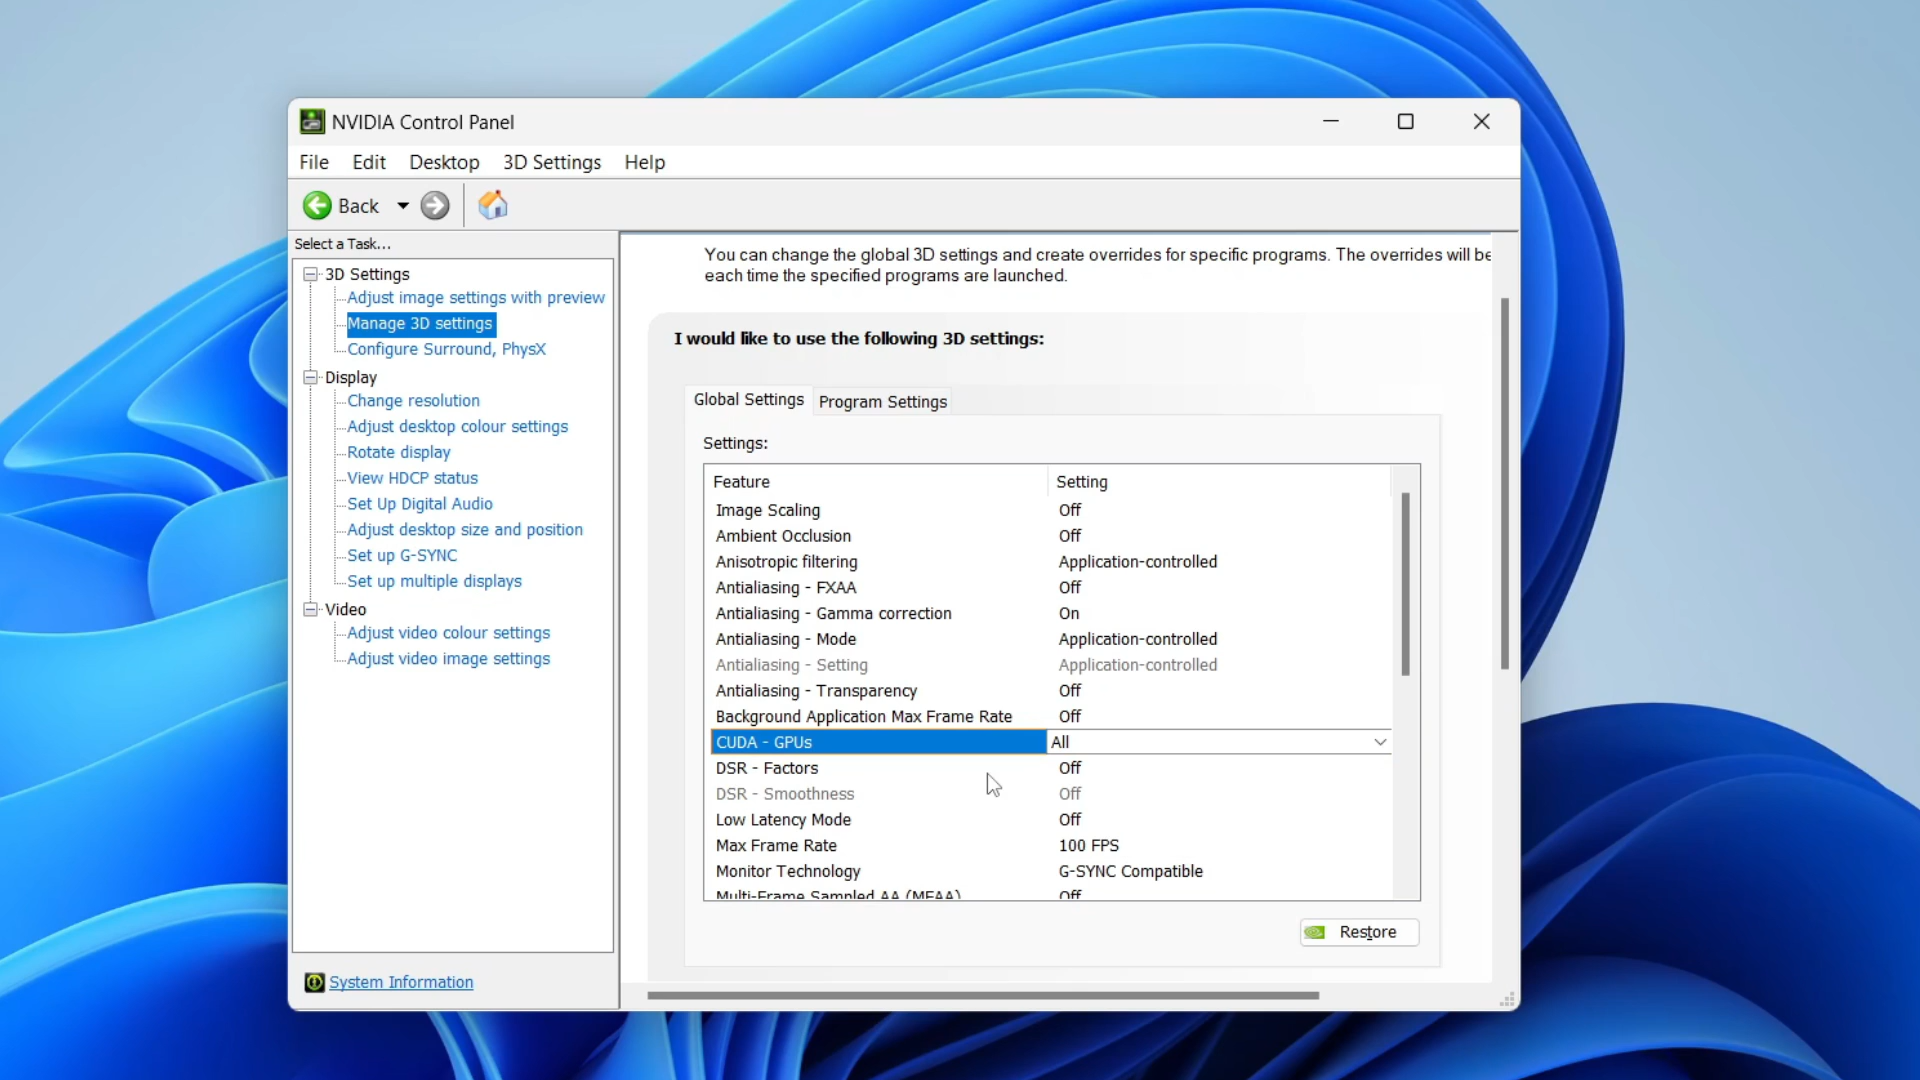 NVIDIA Control Panel
File Edit Desktop 3D Settings Help
Back
Select a Task...
3D Settings
Adjust image settings with preview
Manage 3D settings
Configure Surround, PhysX
Display
Change resolution
Adjust desktop colour settings
Rotate display
View HDCP status
Set Up Digital Audio
Adjust desktop size and position
Set up G-SYNC
Set up multiple displays
Video
Adjust video colour settings
Adjust video image settings
System Information
You can change the global 3D settings and create overrides for specific programs. The overrides will be
each time the specified programs are launched.
I would like to use the following 3D settings:
Global Settings Program Settings
Settings:
Feature Setting
Image Scaling Off
Ambient Occlusion Off
Anisotropic filtering Application-controlled
Antialiasing - FXAA Off
Antialiasing - Gamma correction On
Antialiasing - Mode Application-controlled
Antialiasing - Setting Application-controlled
Antialiasing - Transparency Off
Background Application Max Frame Rate Off
CUDA - GPUs All
DSR - Factors Off
DSR - Smoothness Off
Low Latency Mode Off
Max Frame Rate 100 FPS
Monitor Technology G-SYNC Compatible
Multi-Frame Sampled AA (MFAA) Off
Restore